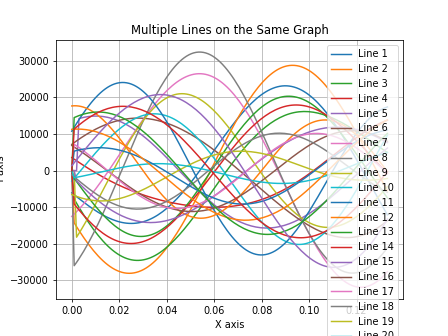 Multiple Lines on the Same Graph
30000
20000
10000
0
−10000
−20000
−30000
0.00
0.02
0.04
0.06
0.08
0.10
X axis
Line 1
Line 2
Line 3
Line 4
Line 5
Line 6
Line 7
Line 8
Line 9
Line 10
Line 11
Line 12
Line 13
Line 14
Line 15
Line 16
Line 17
Line 18
Line 19
Line 20